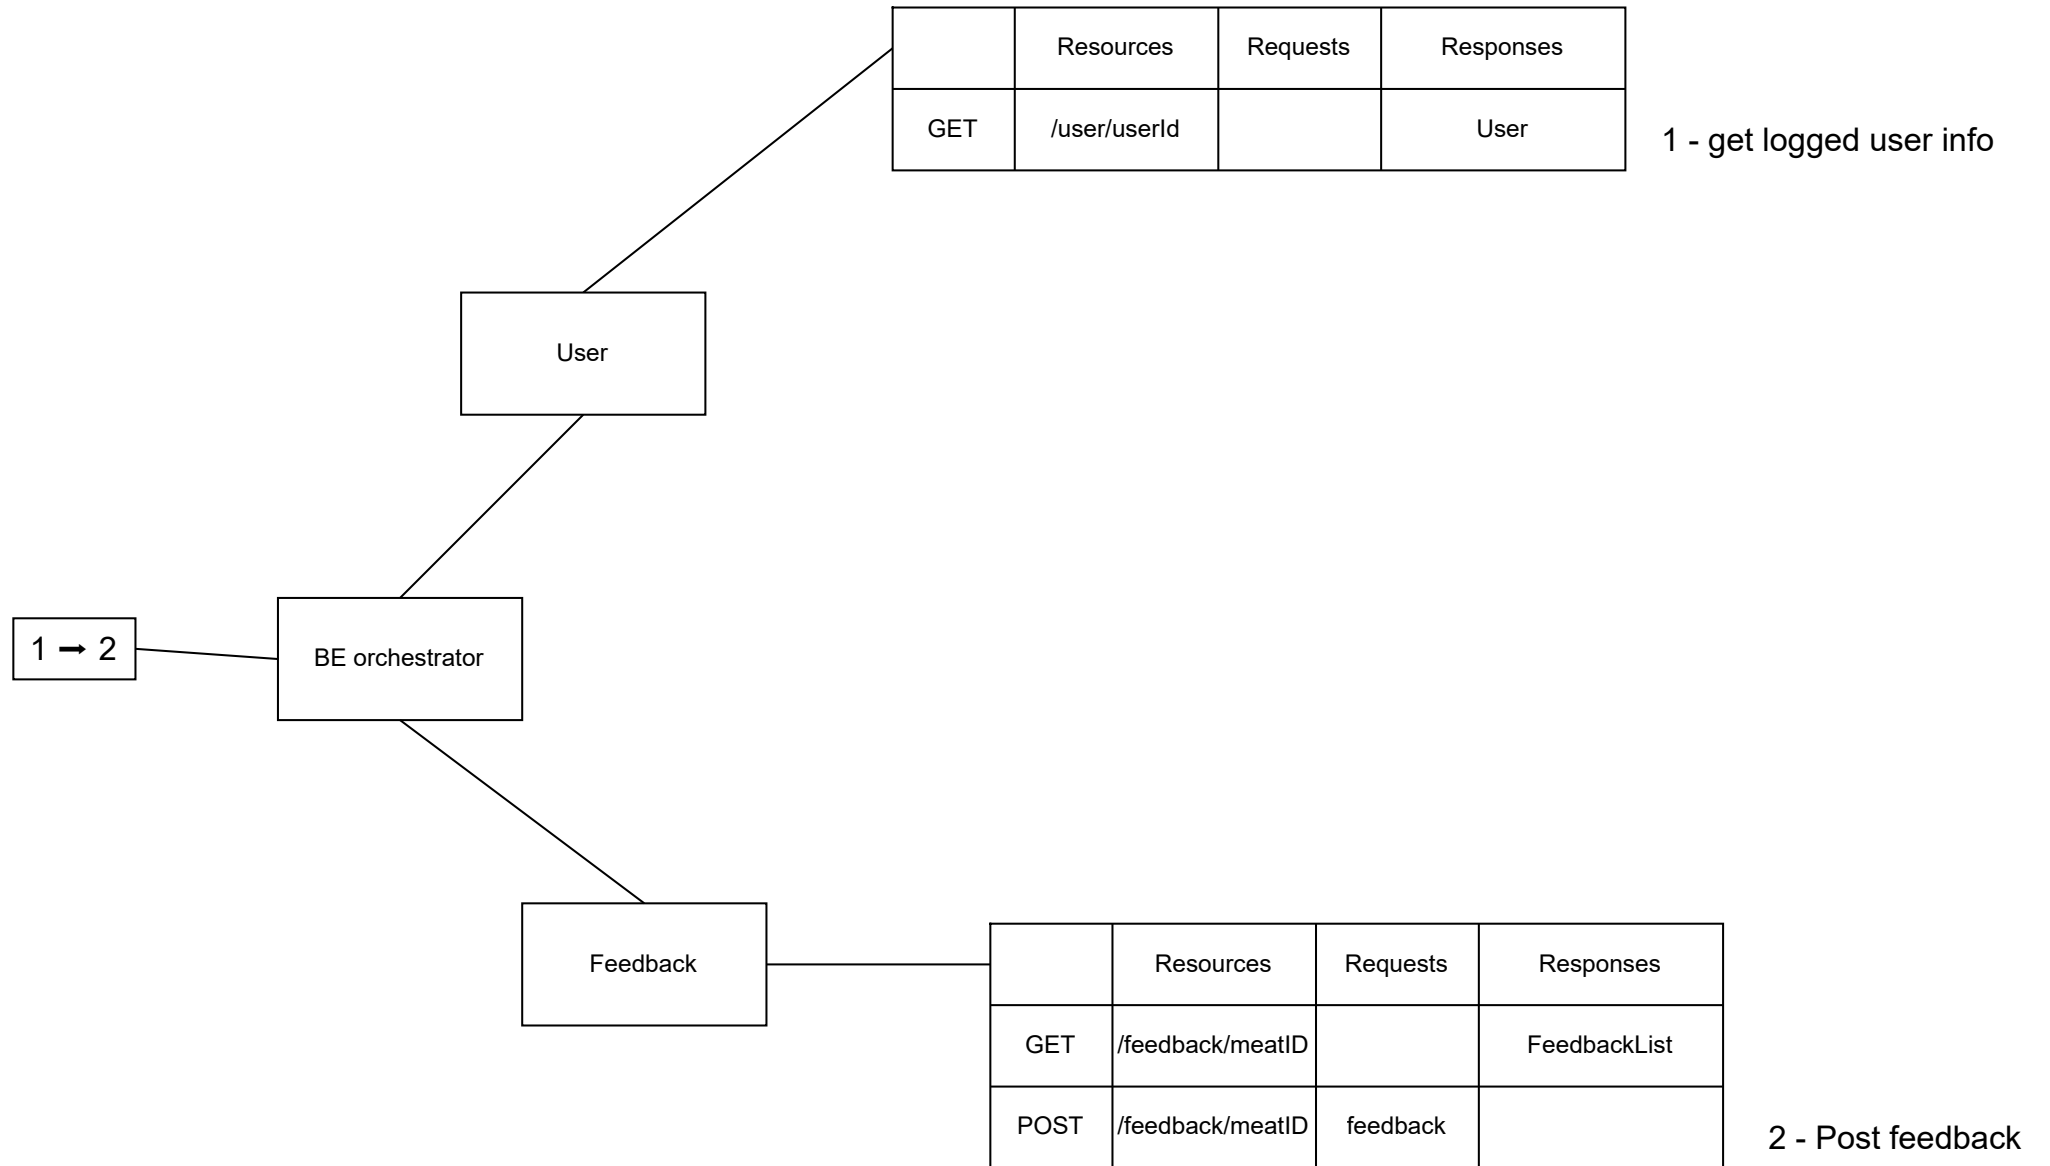 Resources Requests Responses
GET /user/userId User
1 - get logged user info
User
1 ➞ 2
BE orchestrator
Feedback
Resources Requests Responses
GET /feedback/meatID FeedbackList
POST /feedback/meatID feedback
2 - Post feedback